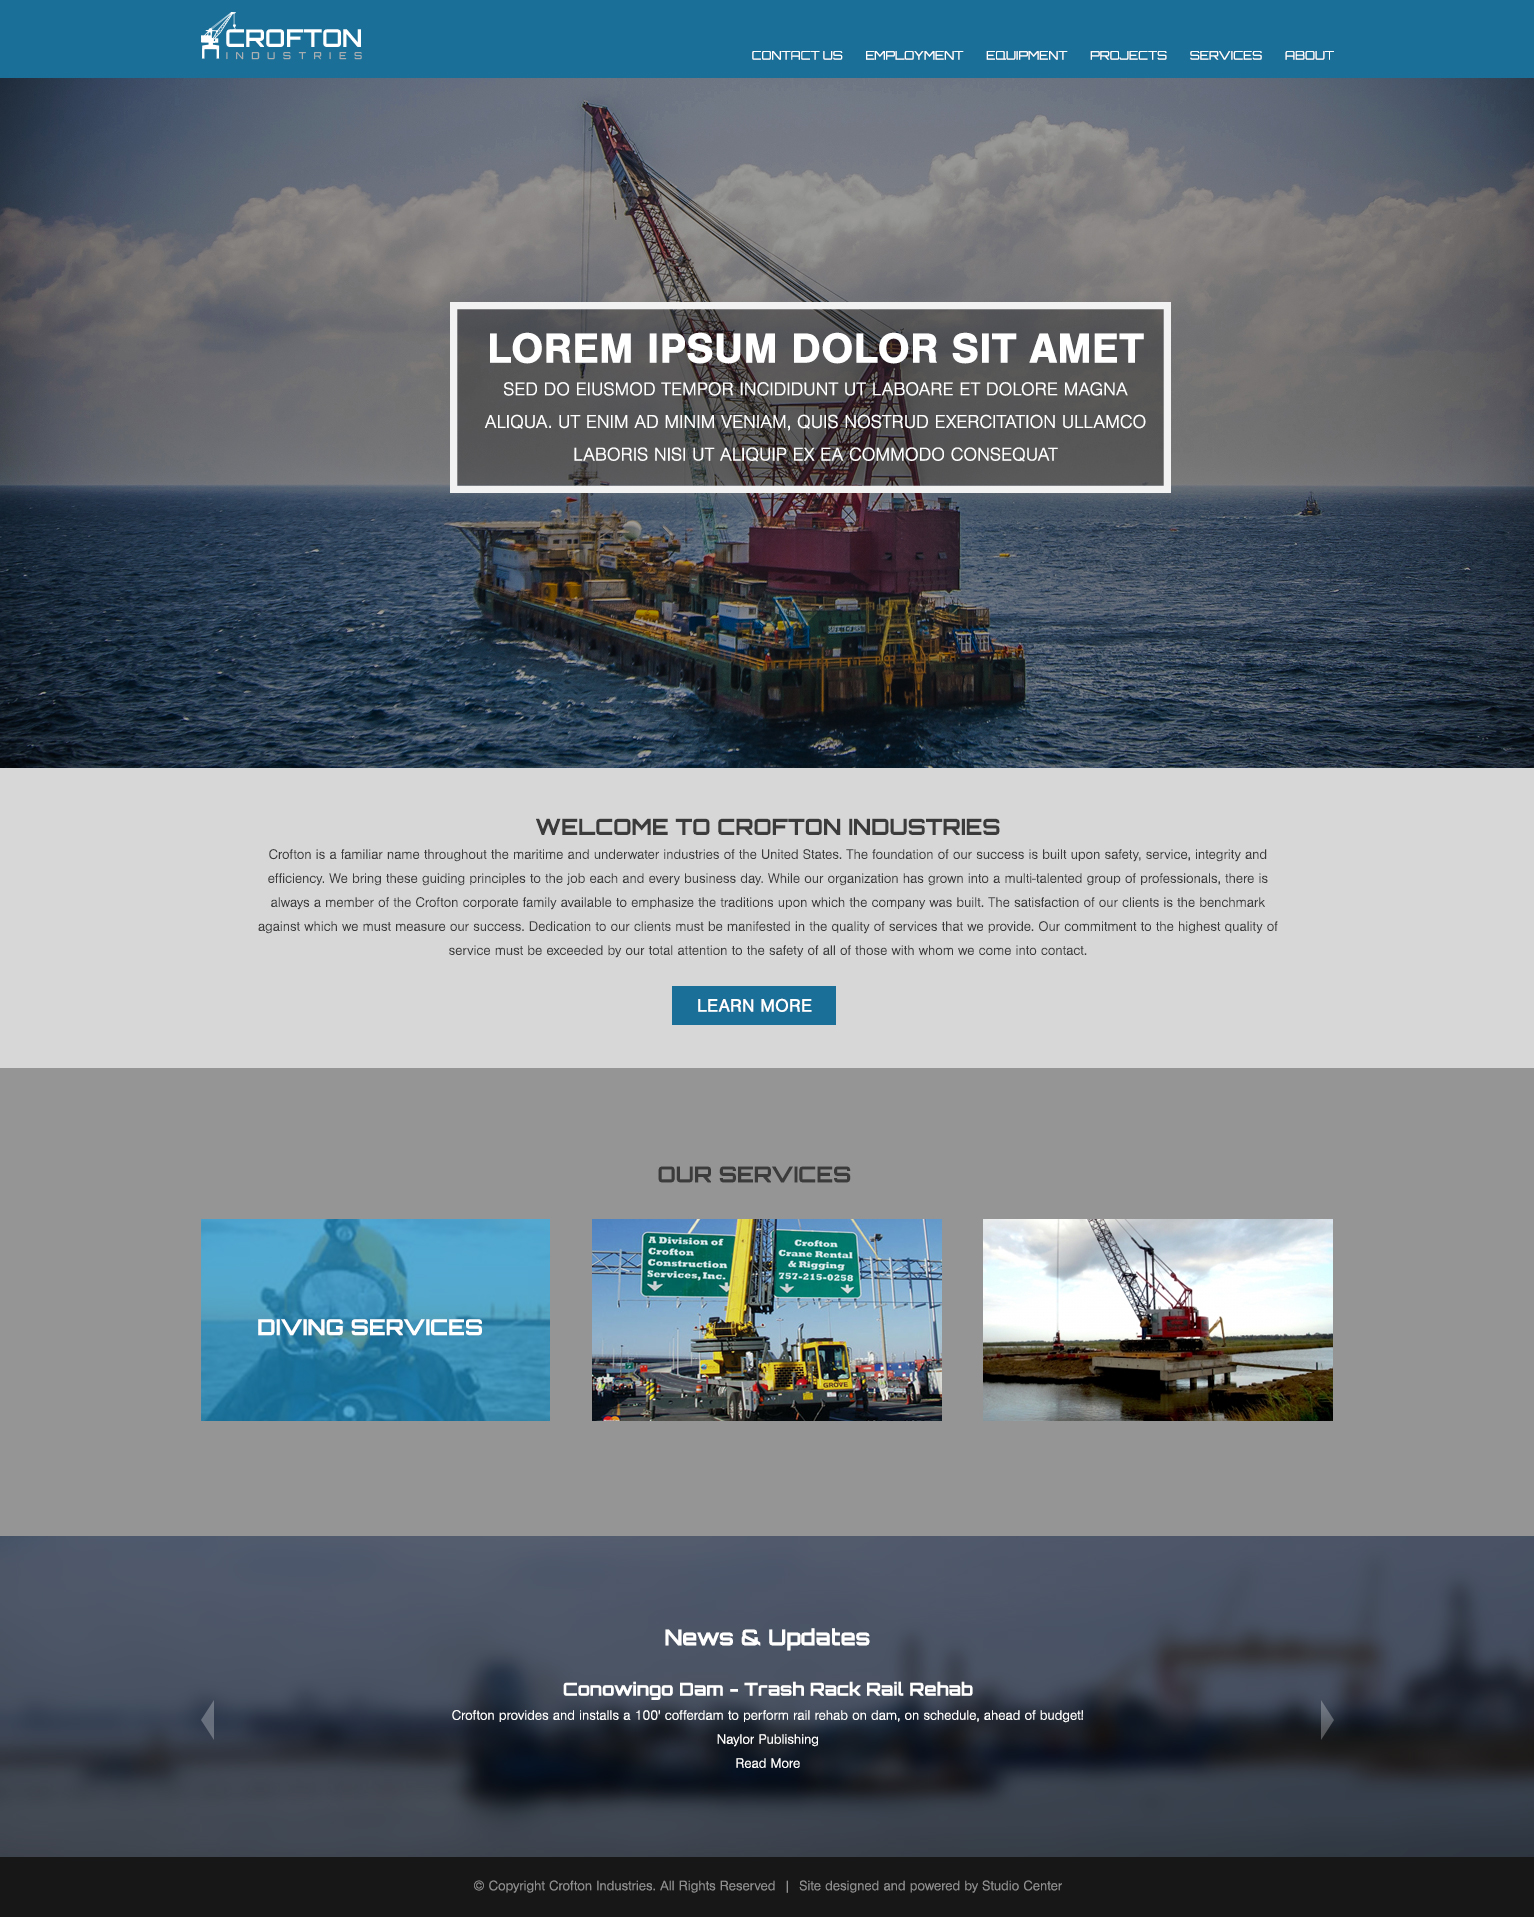 CROFTON
INDUSTRIES
CONTACT US EMPLOYMENT EQUIPMENT PROJECTS SERVICES ABOUT
LOREM IPSUM DOLOR SIT AMET
SED DO EIUSMOD TEMPOR INCIDIDUNT UT LABOARE ET DOLORE MAGNA
ALIQUA. UT ENIM AD MINIM VENIAM, QUIS NOSTRUD EXERCITATION ULLAMCO
LABORIS NISI UT ALIQUIP EX EA COMMODO CONSEQUAT
WELCOME TO CROFTON INDUSTRIES
Crofton is a familiar name throughout the maritime and underwater industries of the United States. The foundation of our success is built upon safety, service, integrity and
efficiency. We bring these guiding principles to the job each and every business day. While our organization has grown into a multi-talented group of professionals, there is
always a member of the Crofton corporate family available to emphasize the traditions upon which the company was built. The satisfaction of our clients is the benchmark
against which we must measure our success. Dedication to our clients must be manifested in the quality of services that we provide. Our commitment to the highest quality of
service must be exceeded by our total attention to the safety of all of those with whom we come into contact.
LEARN MORE
OUR SERVICES
DIVING SERVICES
A Division of
Crofton
Construction
Services, Inc.
Crofton
Crane Rental
& Rigging
757-215-0258
GROVE
News & Updates
Conowingo Dam - Trash Rack Rail Rehab
Crofton provides and installs a 100' cofferdam to perform rail rehab on dam, on schedule, ahead of budget!
Naylor Publishing
Read More
© Copyright Crofton Industries. All Rights Reserved | Site designed and powered by Studio Center